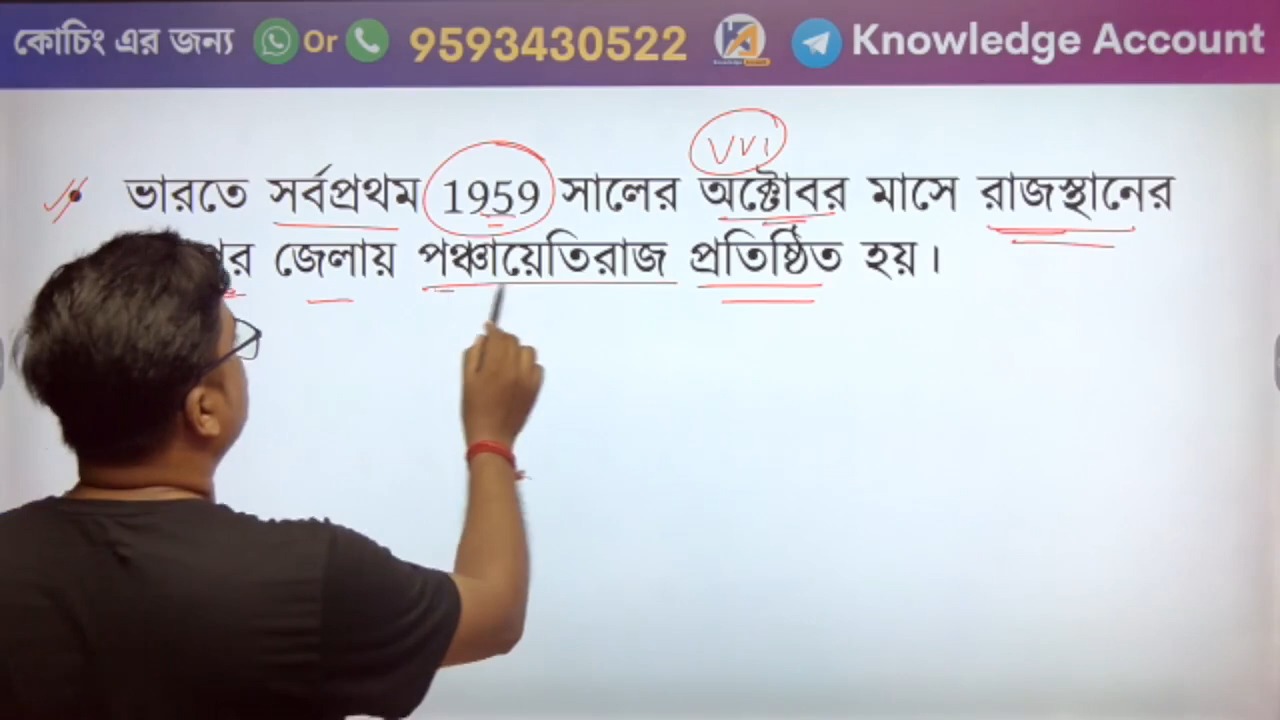 কোচিং এর জন্য Or 9593430522 Knowledge Account
VVI
ভারতে সর্বপ্রথম 1959 সালের অক্টোবর মাসে রাজস্থানের
জেলায় পঞ্চায়েতিরাজ প্রতিষ্ঠিত হয়।